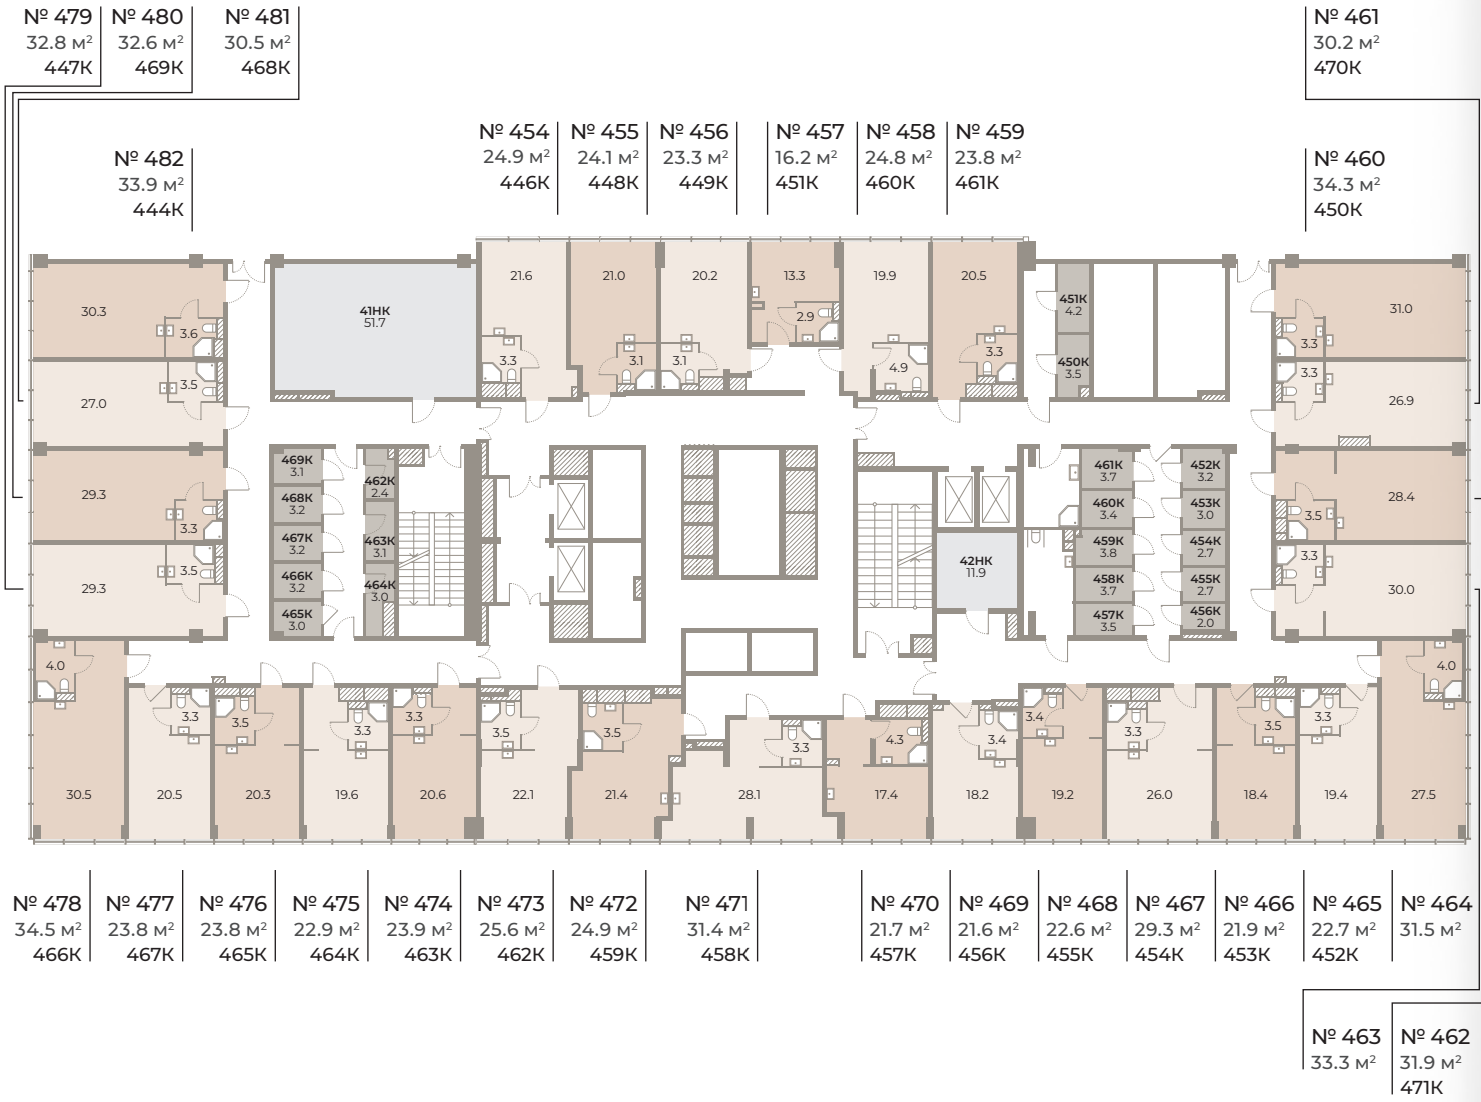 № 479
32.8 м²
447К
№ 480
32.6 м²
469К
№ 481
30.5 м²
468К
№ 461
30.2 м²
470К
№ 482
33.9 м²
444К
№ 454
24.9 м²
446К
№ 455
24.1 м²
448К
№ 456
23.3 м²
449К
№ 457
16.2 м²
451К
№ 458
24.8 м²
460К
№ 459
23.8 м²
461К
№ 460
34.3 м²
450К
30.3
3.6
41НК
51.7
21.6
3.3
21.0
3.1
20.2
3.1
13.3
2.9
19.9
4.9
20.5
3.3
451К
4.2
450К
3.5
31.0
3.3
27.0
3.5
26.9
3.3
29.3
3.3
28.4
3.5
29.3
3.5
30.0
3.3
469К
3.1
468К
3.2
467К
3.2
466К
3.2
465К
3.0
462К
2.4
463К
3.1
464К
3.0
42НК
11.9
461К
3.7
460К
3.4
459К
3.8
458К
3.7
457К
3.5
452К
3.2
453К
3.0
454К
2.7
455К
2.7
456К
2.0
4.0
30.5
3.3
20.5
3.5
20.3
3.3
19.6
3.3
20.6
3.5
22.1
3.5
21.4
3.3
28.1
4.3
17.4
3.4
18.2
3.4
19.2
3.3
26.0
3.5
18.4
3.3
19.4
4.0
27.5
№ 478
34.5 м²
466К
№ 477
23.8 м²
467К
№ 476
23.8 м²
465К
№ 475
22.9 м²
464К
№ 474
23.9 м²
463К
№ 473
25.6 м²
462К
№ 472
24.9 м²
459К
№ 471
31.4 м²
458К
№ 470
21.7 м²
457К
№ 469
21.6 м²
456К
№ 468
22.6 м²
455К
№ 467
29.3 м²
454К
№ 466
21.9 м²
453К
№ 465
22.7 м²
452К
№ 464
31.5 м²
№ 463
33.3 м²
№ 462
31.9 м²
471К